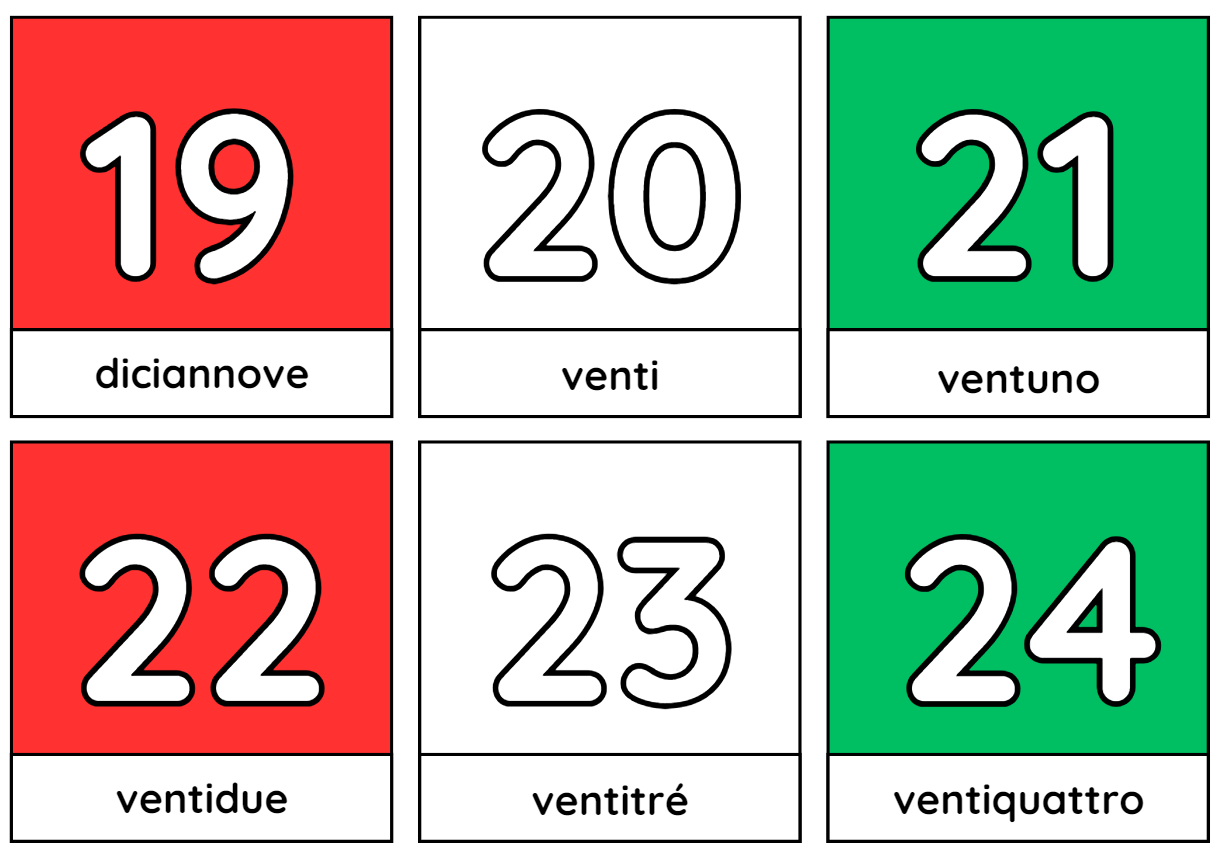 19 20 21
diciannove venti ventuno
22 23 24
ventidue ventitré ventiquattro